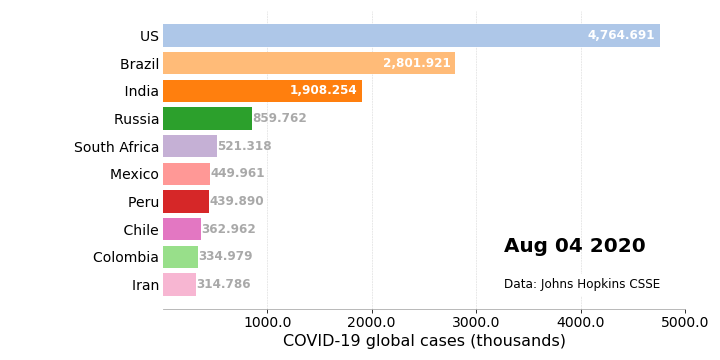 US 4,764.691
Brazil 2,801.921
India 1,908.254
Russia 859.762
South Africa 521.318
Mexico 449.961
Peru 439.890
Chile 362.962
Colombia 334.979
Iran 314.786
Aug 04 2020
Data: Johns Hopkins CSSE
1000.0 2000.0 3000.0 4000.0 5000.0
COVID-19 global cases (thousands)